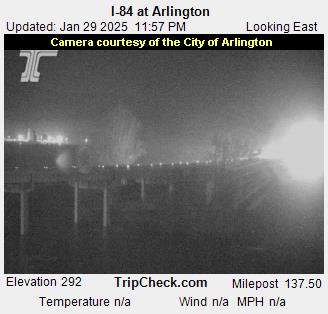 I-84 at Arlington
Updated: Jan 29 2025 11:57 PM Looking East
Camera courtesy of the City of Arlington
Elevation 292 TripCheck.com Milepost 137.50
Temperature n/a Wind n/a MPH n/a